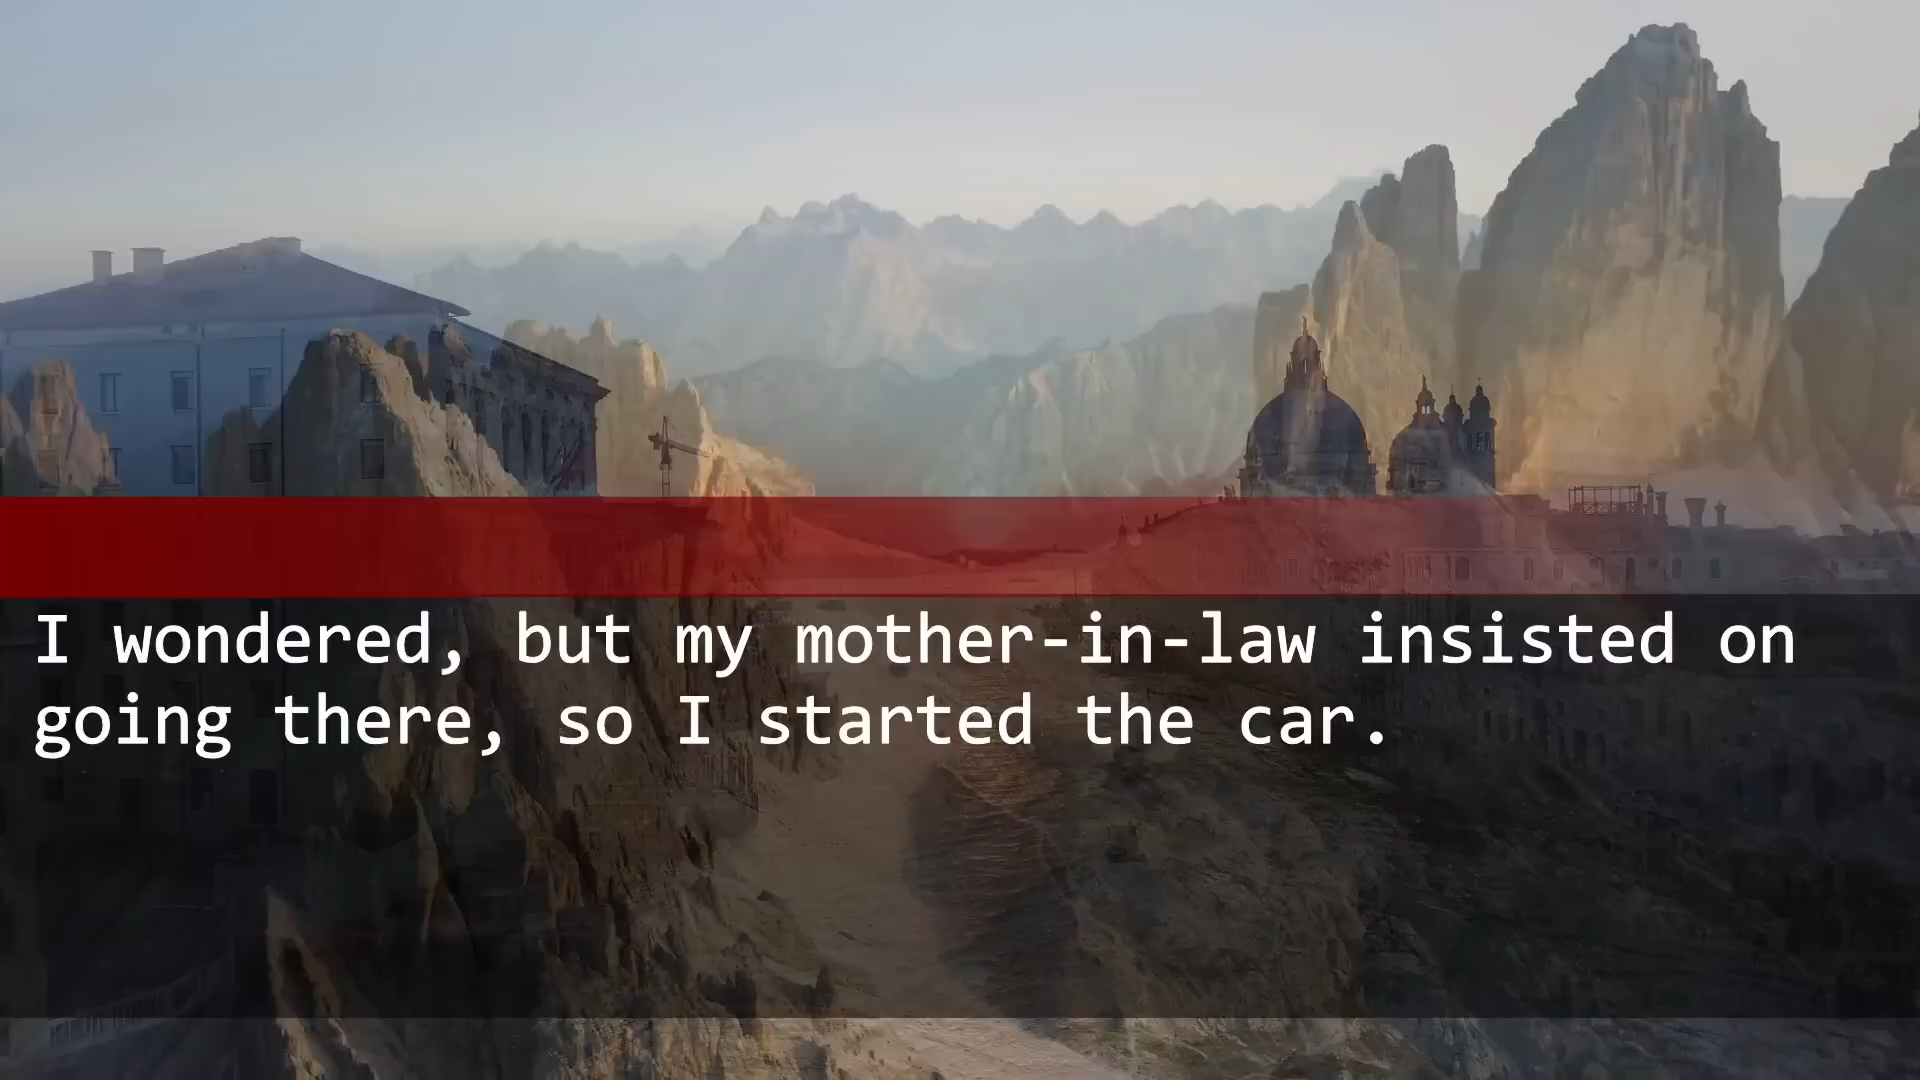 I wondered, but my mother-in-law insisted on
going there, so I started the car.